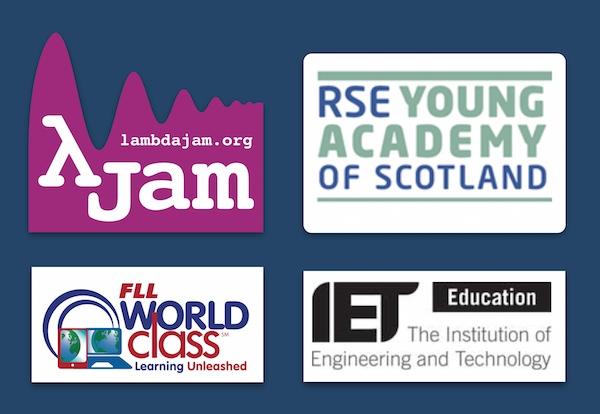 lambdajam.org
λJam
RSE YOUNG
ACADEMY
OF SCOTLAND
FLL
WORLD
Class℠
Learning Unleashed
IET Education
The Institution of
Engineering and Technology